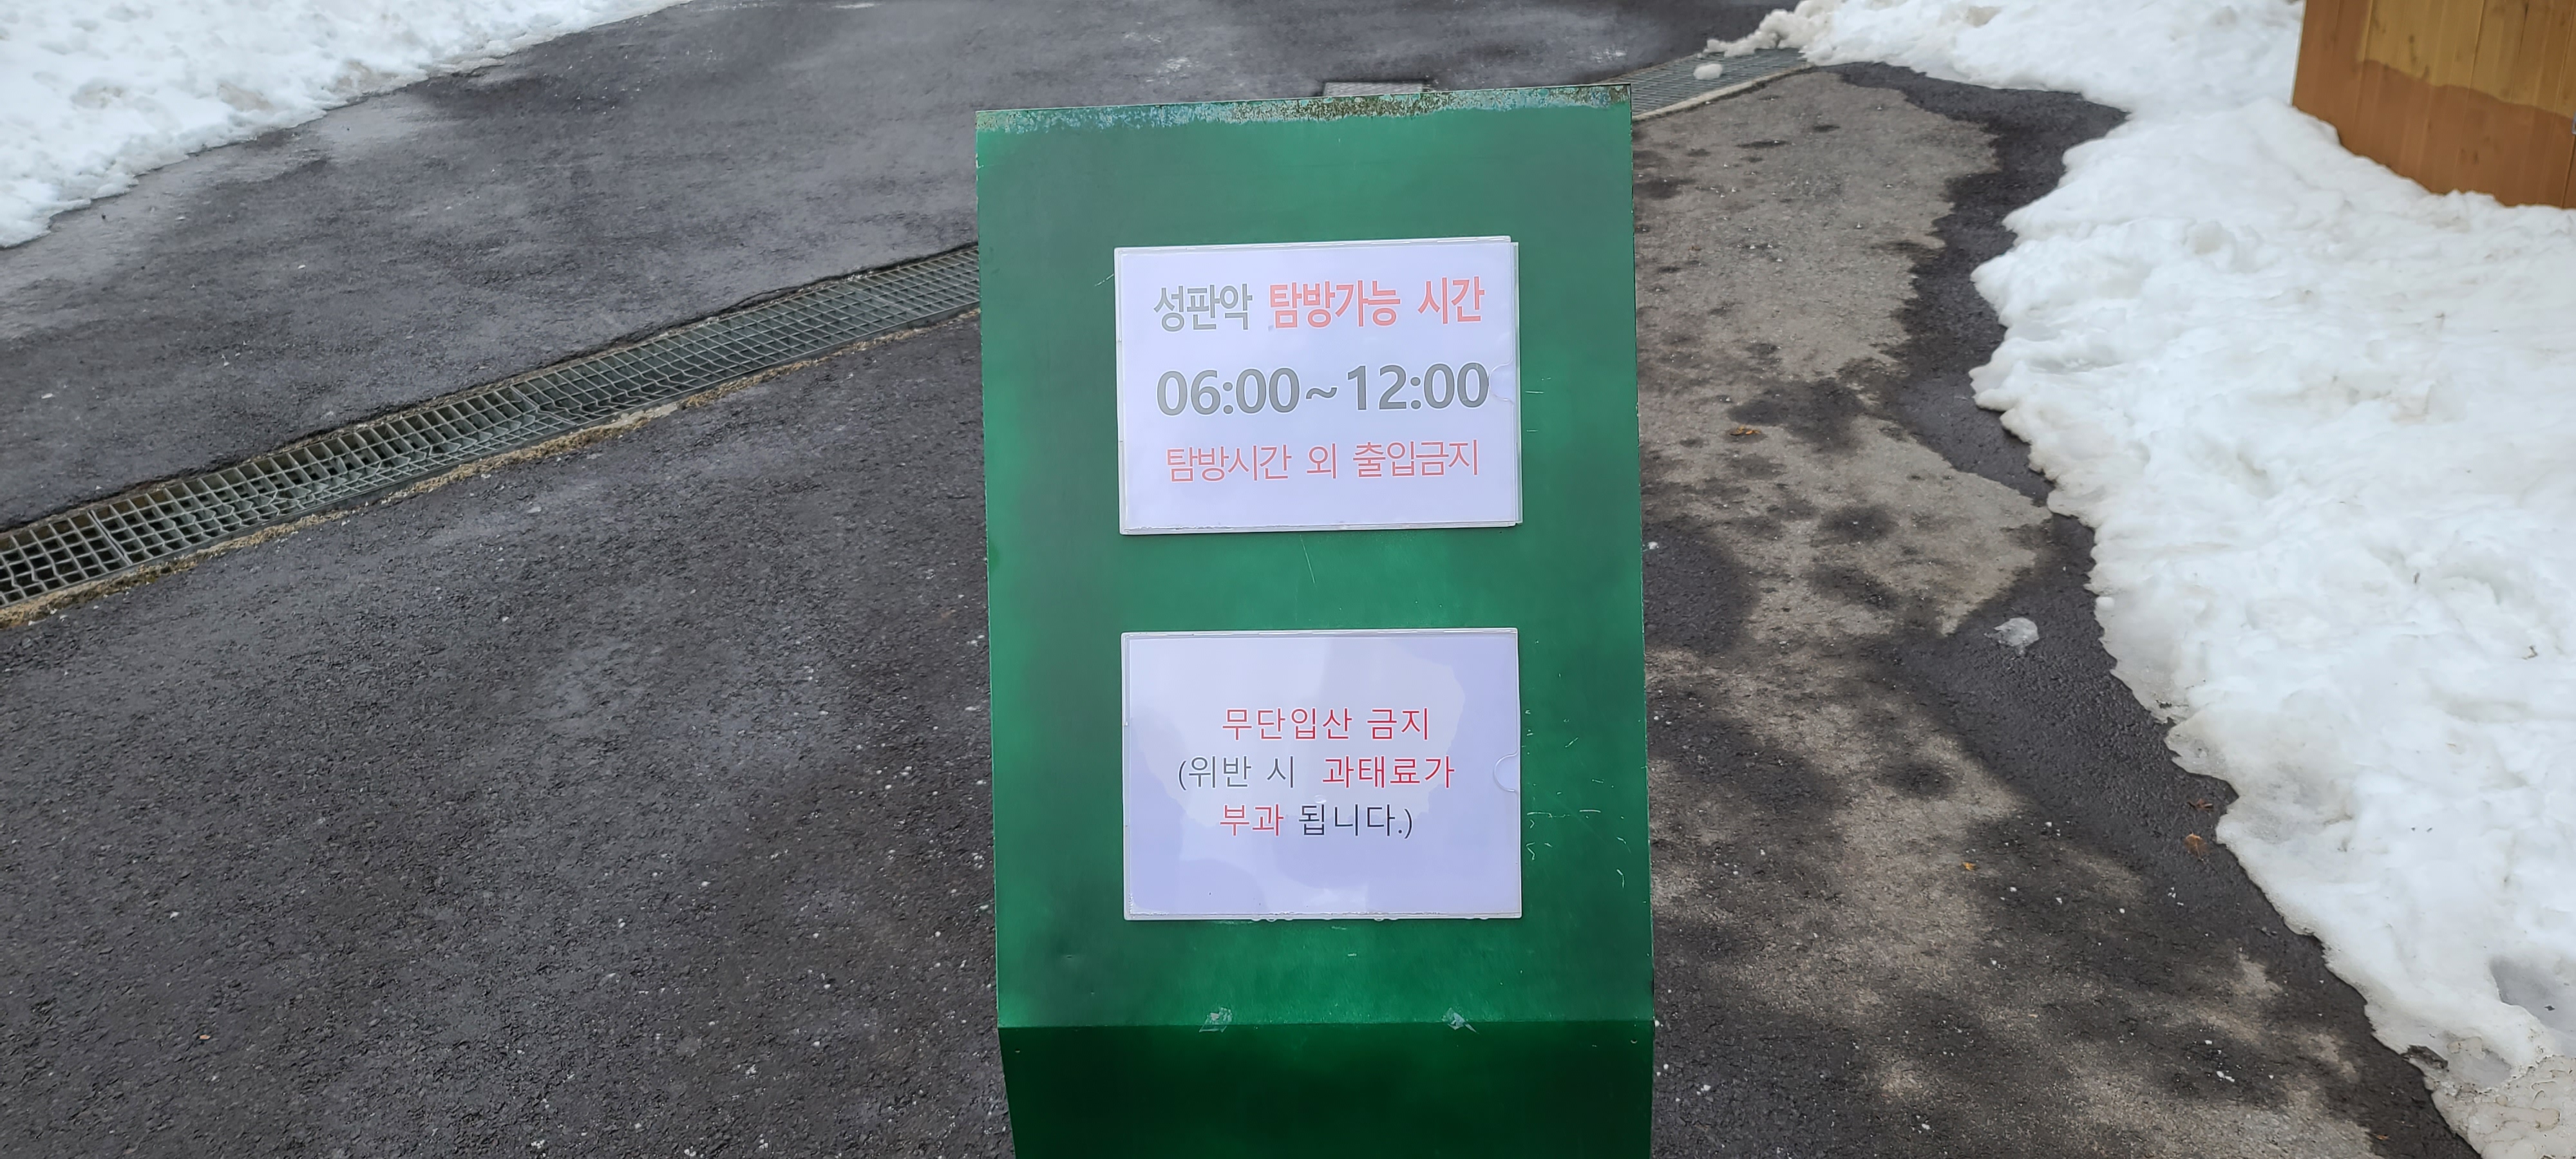 성판악 탐방가능 시간
06:00~12:00
탐방시간 외 출입금지
무단입산 금지
(위반 시 과태료가
부과 됩니다.)